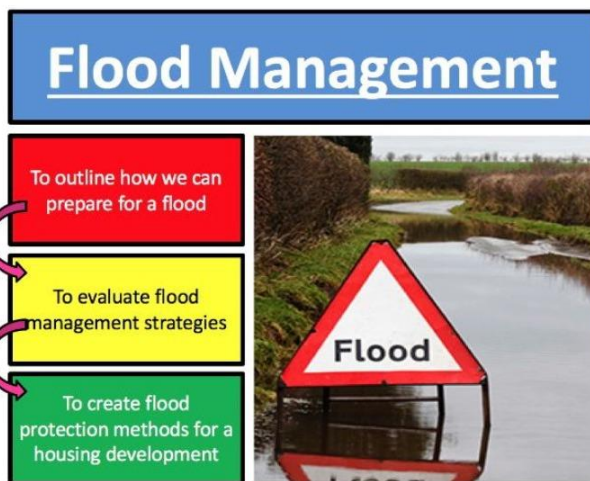 Flood Management
To outline how we can
prepare for a flood
To evaluate flood
management strategies
To create flood
protection methods for a
housing development
Flood